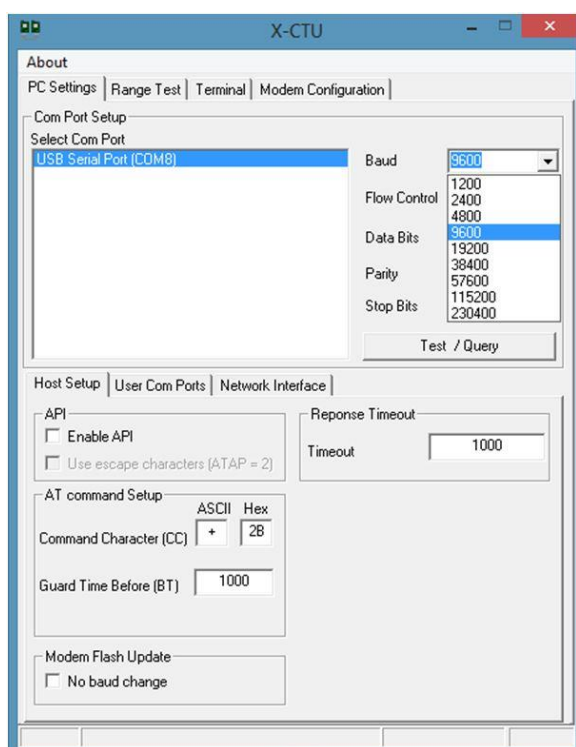 X-CTU
About
PC Settings Range Test Terminal Modem Configuration
Com Port Setup
Select Com Port
USB Serial Port (COM8)
Baud 9600
1200
Flow Control 2400
4800
Data Bits 9600
19200
Parity 38400
57600
Stop Bits 115200
230400
Test / Query
Host Setup User Com Ports Network Interface
API
Enable API
Use escape characters (ATAP = 2)
Reponse Timeout
Timeout 1000
AT command Setup
ASCII Hex
Command Character (CC) + 2B
Guard Time Before (BT) 1000
Modem Flash Update
No baud change